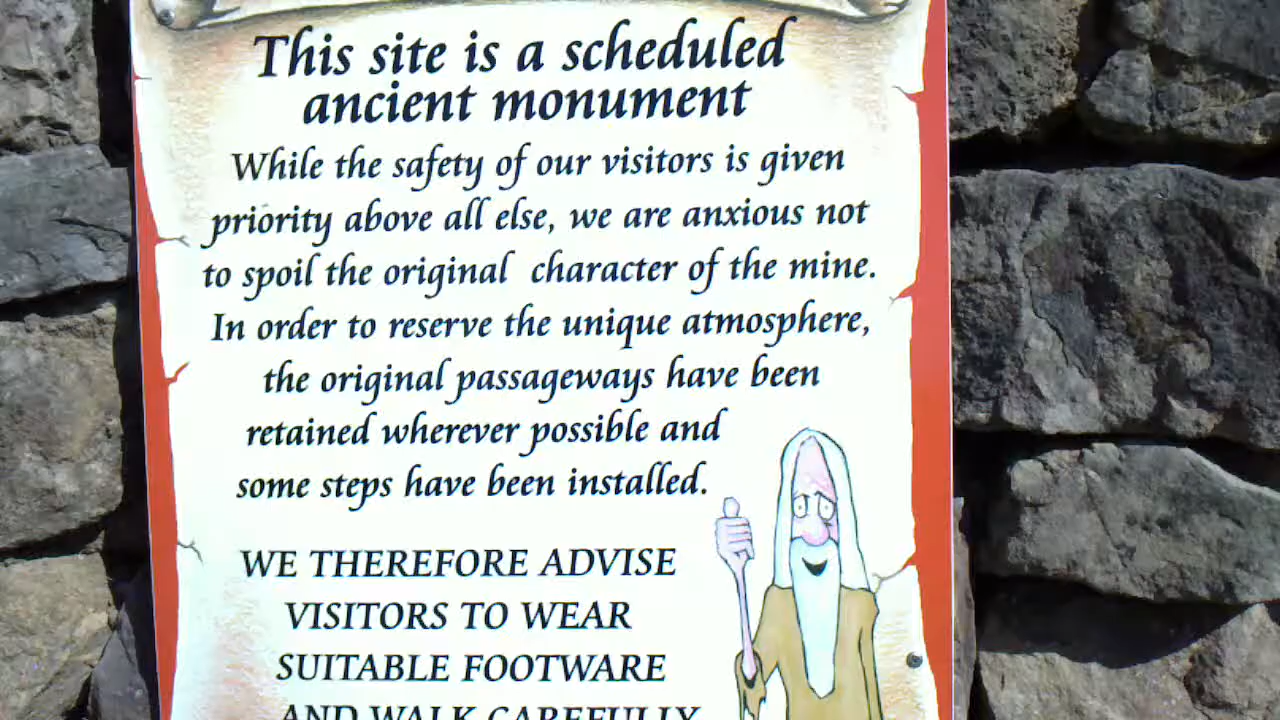 This site is a scheduled
ancient monument
While the safety of our visitors is given
priority above all else, we are anxious not
to spoil the original character of the mine.
In order to reserve the unique atmosphere,
the original passageways have been
retained wherever possible and
some steps have been installed.
WE THEREFORE ADVISE
VISITORS TO WEAR
SUITABLE FOOTWARE
AND WALK CAREFULLY